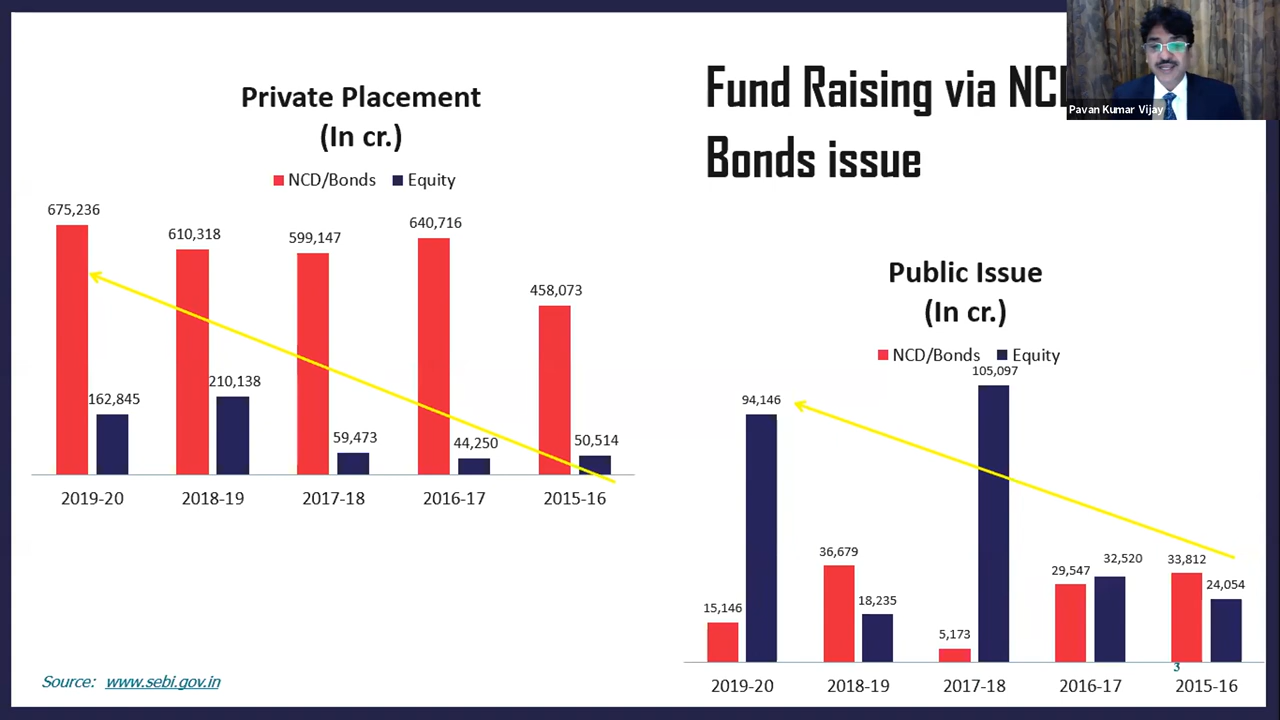 Private Placement
(In cr.)
NCD/Bonds Equity
675,236
610,318
599,147
640,716
458,073
162,845
210,138
59,473
44,250
50,514
2019-20 2018-19 2017-18 2016-17 2015-16
Source: www.sebi.gov.in
Fund Raising via NC
Bonds issue
Pavan Kumar Vijay
Public Issue
(In cr.)
NCD/Bonds Equity
15,146
94,146
36,679
18,235
5,173
105,097
29,547
32,520
33,812
24,054
2019-20 2018-19 2017-18 2016-17 2015-16
3